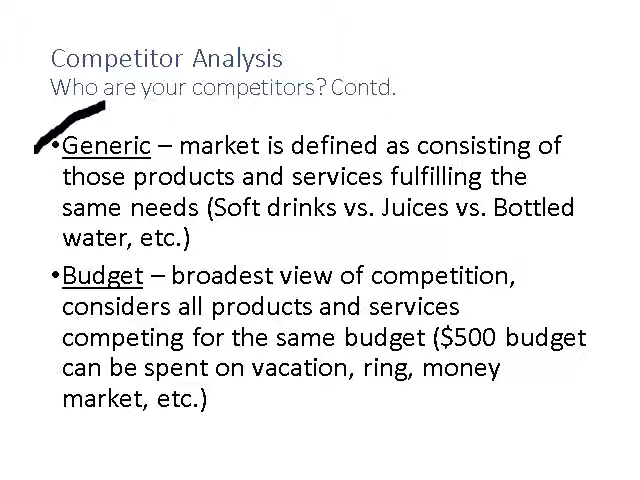 Competitor Analysis
Who are your competitors? Contd.
•Generic – market is defined as consisting of
those products and services fulfilling the
same needs (Soft drinks vs. Juices vs. Bottled
water, etc.)
•Budget – broadest view of competition,
considers all products and services
competing for the same budget ($500 budget
can be spent on vacation, ring, money
market, etc.)